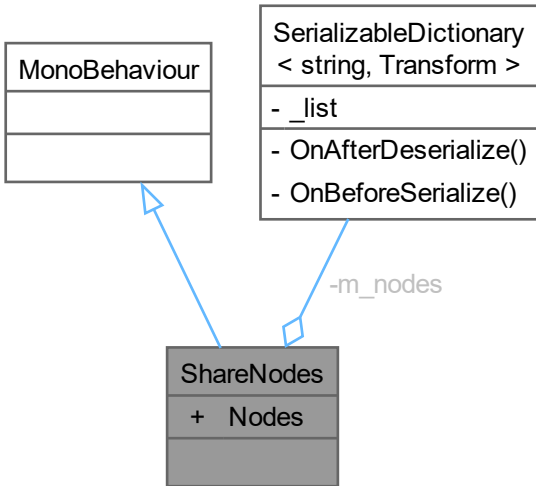 MonoBehaviour
SerializableDictionary
< string, Transform >
- _list
- OnAfterDeserialize()
- OnBeforeSerialize()
-m_nodes
ShareNodes
+ Nodes